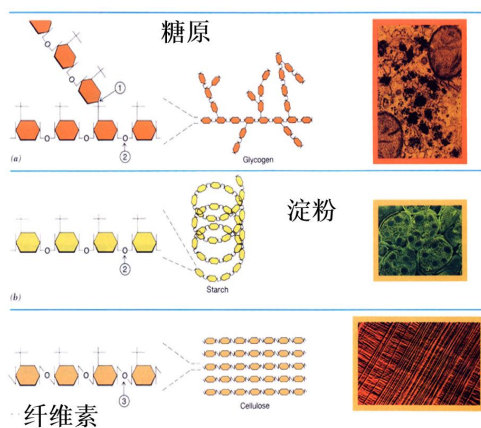 糖原
O
O
①
O
O
O
②
(a)
Glycogen
淀粉
O
O
O
②
Starch
(b)
O
O
O
③
Cellulose
纤维素